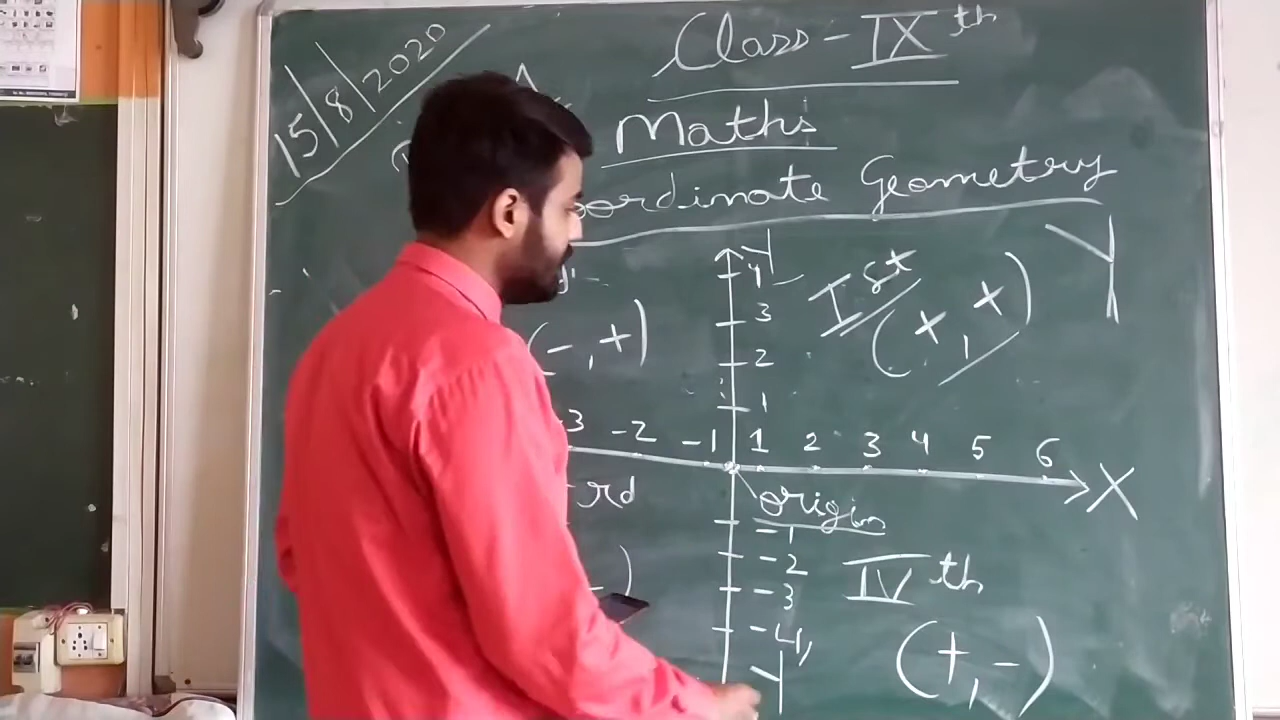 15/8/2020
Class - IXth
Maths
Coordinate Geometry
Y
4
3
2
1
Ist
(+, +)
Y
(-, +)
-3 -2 -1 1 2 3 4 5 6
X
rd
origin
-1
-2
-3
-4
Y'
IVth
(+, -)